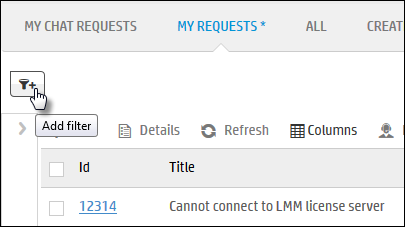 MY CHAT REQUESTS MY REQUESTS * ALL CREAT
Add filter
Details Refresh Columns
Id Title
12314 Cannot connect to LMM license server